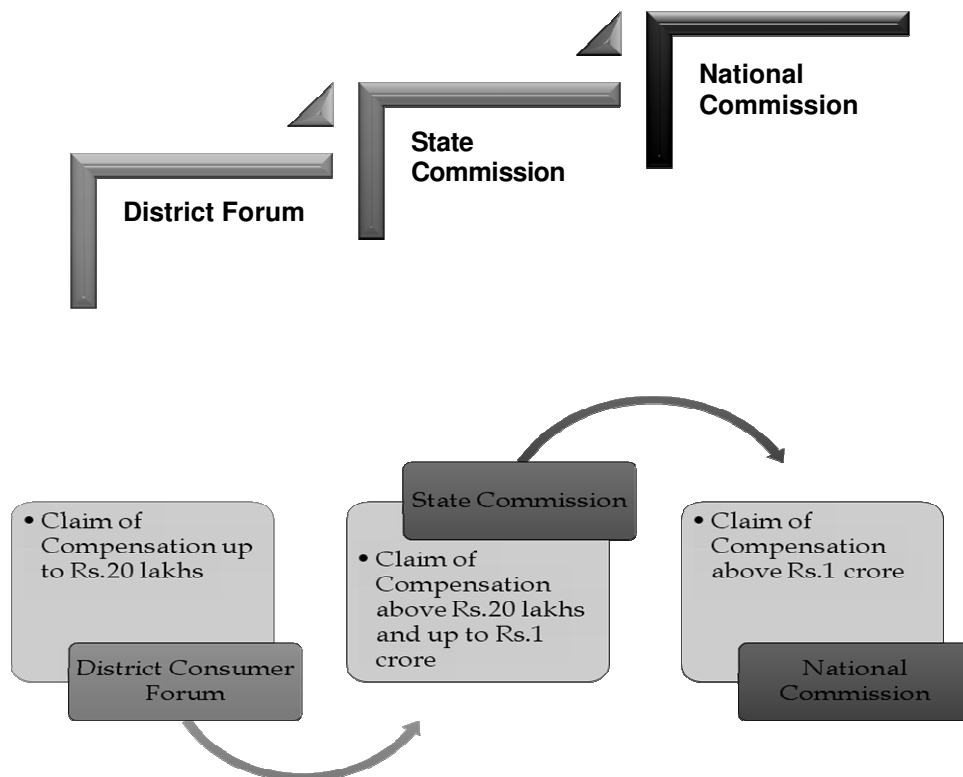 National
Commission
State
Commission
District Forum
• Claim of
Compensation up
to Rs.20 lakhs
District Consumer
Forum
State Commission
• Claim of
Compensation
above Rs.20 lakhs
and up to Rs.1
crore
• Claim of
Compensation
above Rs.1 crore
National
Commission